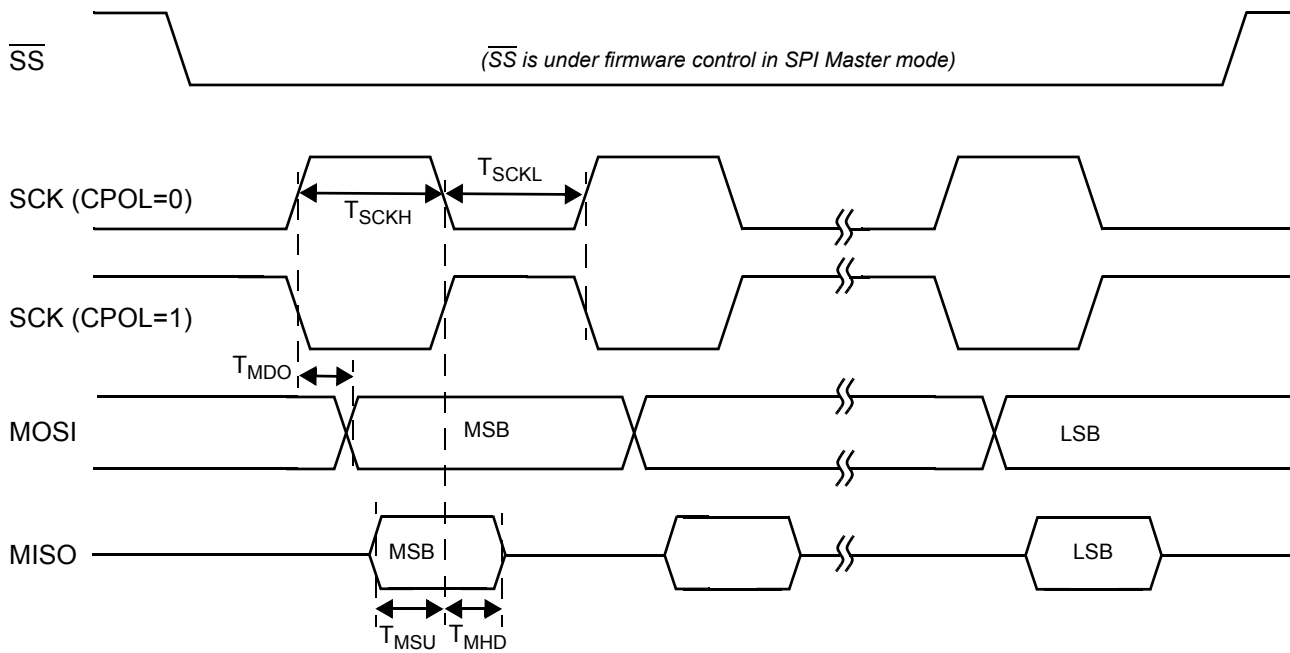 SS
(SS is under firmware control in SPI Master mode)
SCK (CPOL=0)
TSCKH
TSCKL
SCK (CPOL=1)
TMDO
MOSI
MSB
LSB
MISO
MSB
LSB
TMSU
TMHD